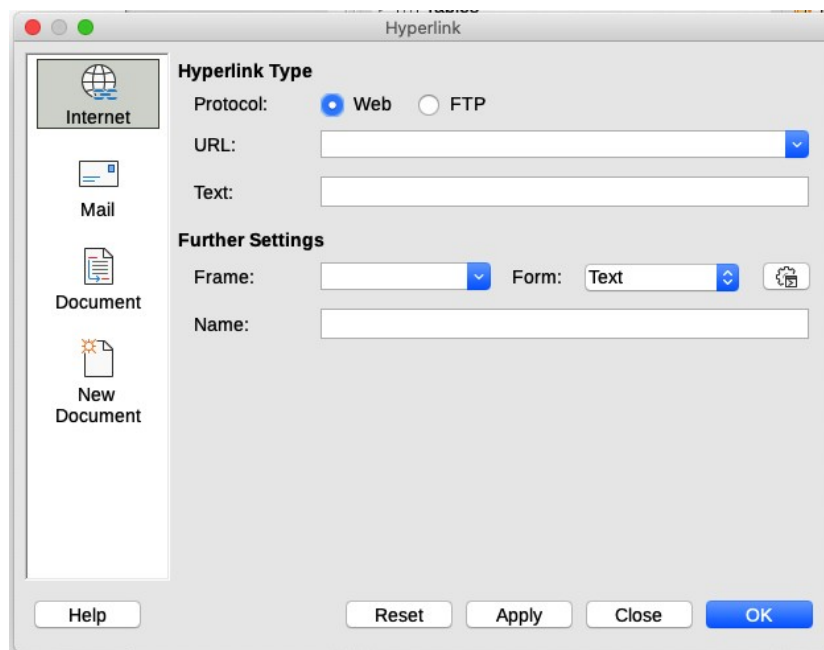 Tables
Hyperlink
Internet
Mail
Document
New
Document
Hyperlink Type
Protocol: Web FTP
URL:
Text:
Further Settings
Frame: Form: Text
Name:
Help Reset Apply Close OK